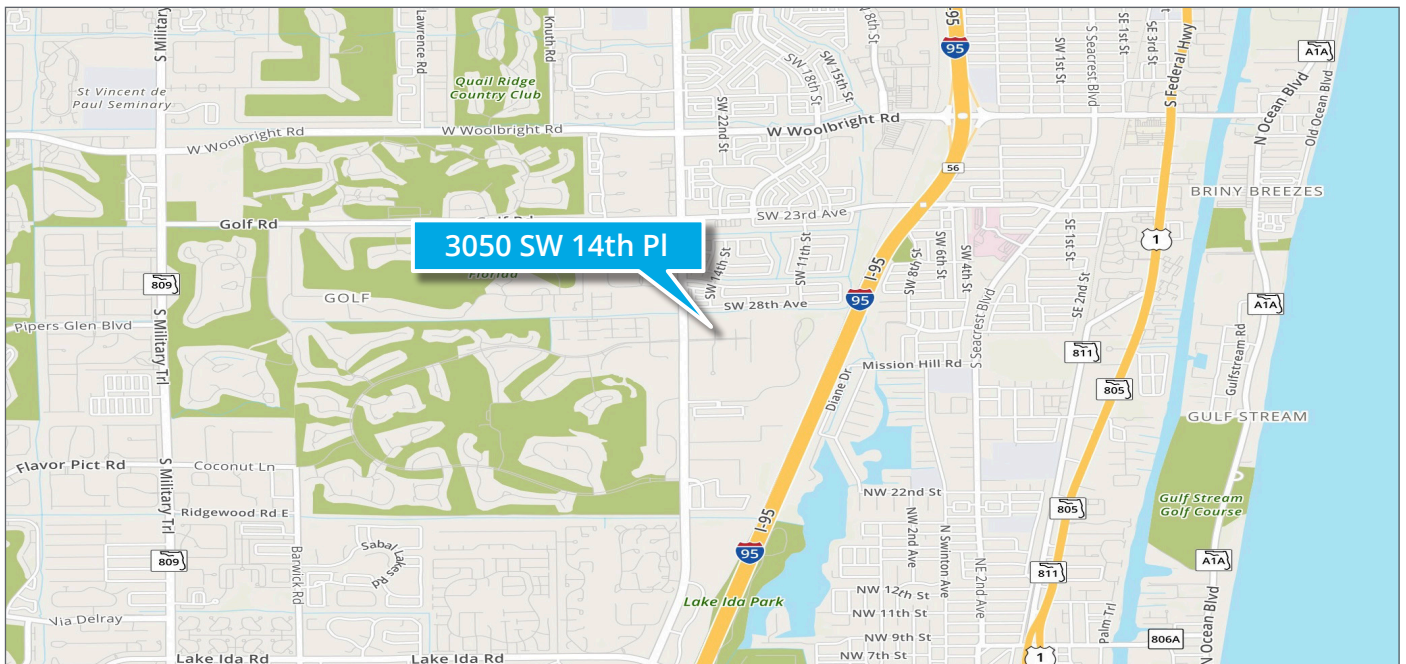 S Military
Lawrence Rd
Knuth Rd
SW 18th St
SW 15th St
95
95
SW 1st St
S Seacrest Blvd
SE 1st St
SE 3rd St
S Federal Hwy
A1A
N Ocean Blvd
Old Ocean Blvd
St Vincent de
Paul Seminary
Quail Ridge
Country Club
W Woolbright Rd
W Woolbright Rd
W Woolbright Rd
SW 22nd St
56
BRINY BREEZES
Golf Rd
SW 23rd Ave
3050 SW 14th Pl
Florida
GOLF
SW 14th St
SW 11th St
SW 28th Ave
I-95
95
SW 8th St
SW 6th St
SW 4th St
SE 1st St
SE 2nd St
1
809
A1A
Pipers Glen Blvd
S Military Trl
S Seacrest Blvd
Gulfstream Rd
Mission Hill Rd
811
Diane Dr
805
GULF STREAM
Flavor Pict Rd
Coconut Ln
S Military Trl
Ridgewood Rd E
NW 22nd St
Gulf Stream
Golf Course
805
I-95
NW 2nd Ave
N Swinton Ave
NE 2nd Ave
809
Barwick Rd
Sabal Lakes Rd
95
A1A
811
NW 12th St
Lake Ida Park
NW 11th St
Via Delray
NW 9th St
Palm Trl
806A
N Ocean Blvd
Lake Ida Rd
Lake Ida Rd
NW 7th St
1